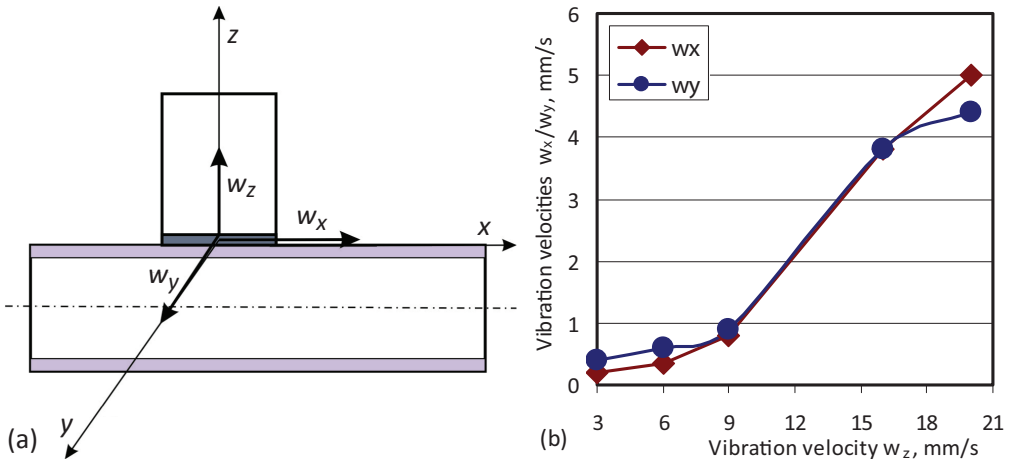 z
w_z
w_x
x
w_y
y
(a)
Vibration velocities w_x/w_y, mm/s
6
5
4
3
2
1
0
wx
wy
3 6 9 12 15 18 21
Vibration velocity w_z, mm/s
(b)